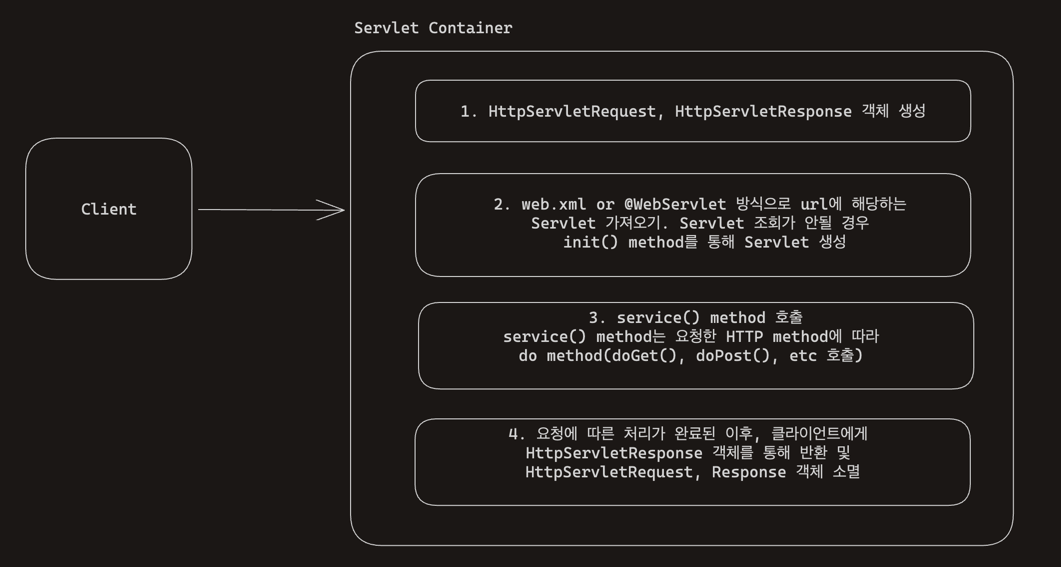 Servlet Container
1. HttpServletRequest, HttpServletResponse 객체 생성
Client
2. web.xml or @WebServlet 방식으로 url에 해당하는
Servlet 가져오기. Servlet 조회가 안될 경우
init() method를 통해 Servlet 생성
3. service() method 호출
service() method는 요청한 HTTP method에 따라
do method(doGet(), doPost(), etc 호출)
4. 요청에 따른 처리가 완료된 이후, 클라이언트에게
HttpServletResponse 객체를 통해 반환 및
HttpServletRequest, Response 객체 소멸